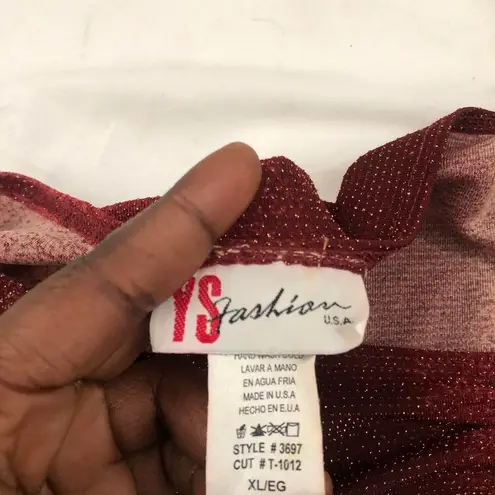 YS Fashion
U.S.A.
HAND WASH COLD
LAVAR A MANO
EN AGUA FRIA
MADE IN U.S.A
HECHO EN E.U.A
STYLE # 3697
CUT # T-1012
XL/EG